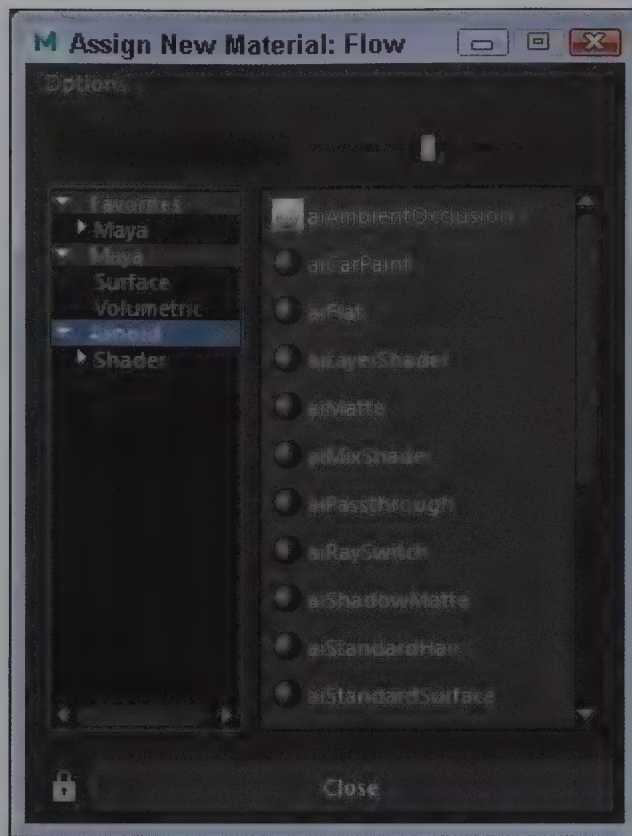 M Assign New Material: Flow
Options
Favorites
Maya
Maya
Surface
Volumetric
Arnold
Shader
aiAmbientOcclusion
aiCarPaint
aiFlat
aiLayerShader
aiMatte
aiMixShader
aiPassthrough
aiRaySwitch
aiShadowMatte
aiStandardHair
aiStandardSurface
Close